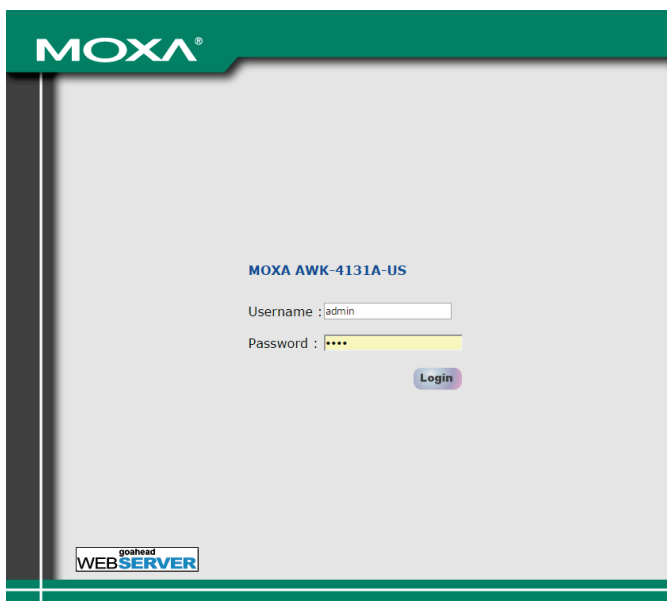 MOXA®
MOXA AWK-4131A-US
Username : admin
Password : ••••
Login
goahead
WEBSERVER